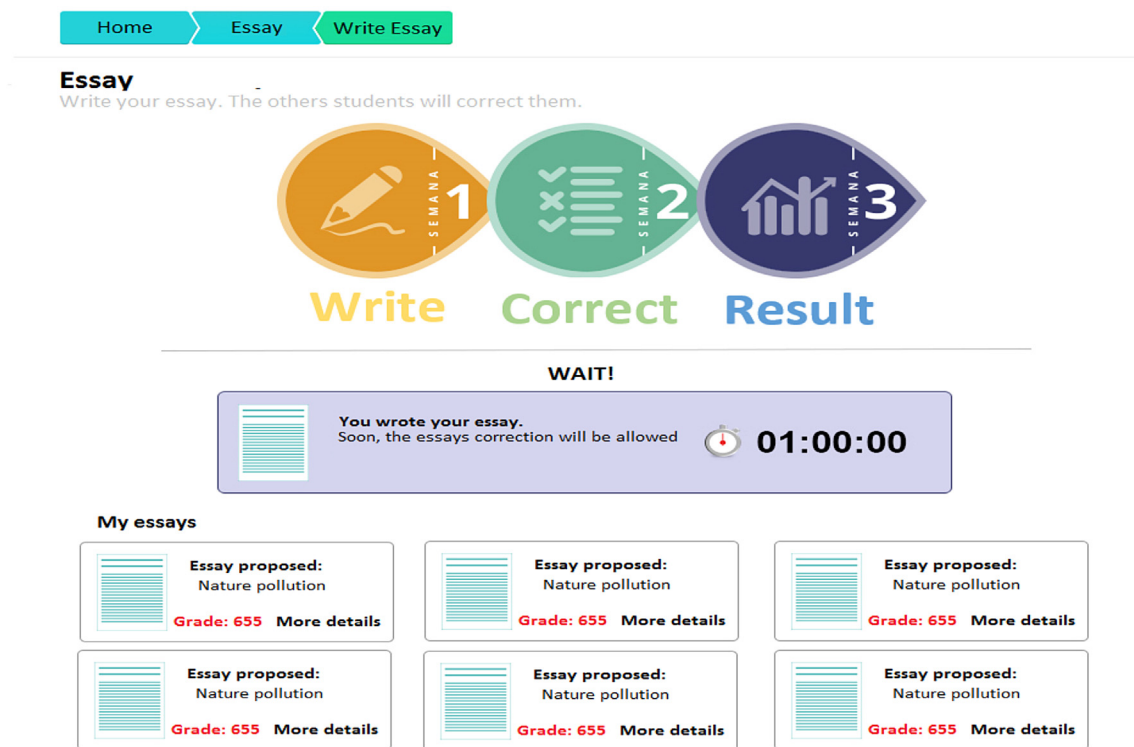 Home Essay Write Essay
Essay
Write your essay. The others students will correct them.
SEMANA 1
SEMANA 2
SEMANA 3
Write Correct Result
WAIT!
You wrote your essay.
Soon, the essays correction will be allowed
01:00:00
My essays
Essay proposed:
Nature pollution
Grade: 655 More details
Essay proposed:
Nature pollution
Grade: 655 More details
Essay proposed:
Nature pollution
Grade: 655 More details
Essay proposed:
Nature pollution
Grade: 655 More details
Essay proposed:
Nature pollution
Grade: 655 More details
Essay proposed:
Nature pollution
Grade: 655 More details